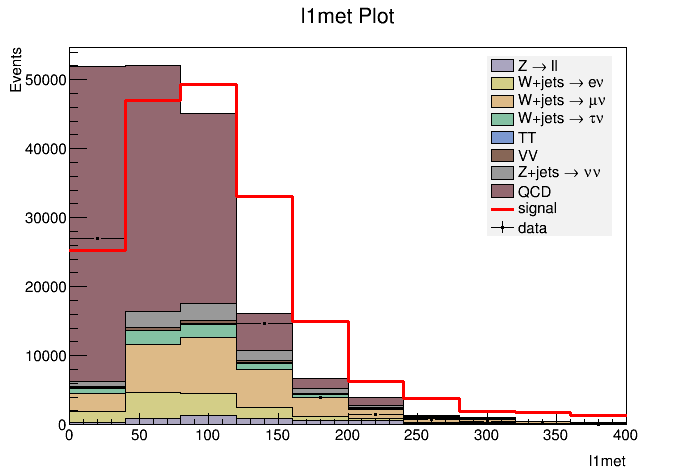 l1met Plot
Events
50000
40000
30000
20000
10000
0
0 50 100 150 200 250 300 350 400
l1met
Z → ll
W+jets → eν
W+jets → μν
W+jets → τν
TT
VV
Z+jets → νν
QCD
signal
data